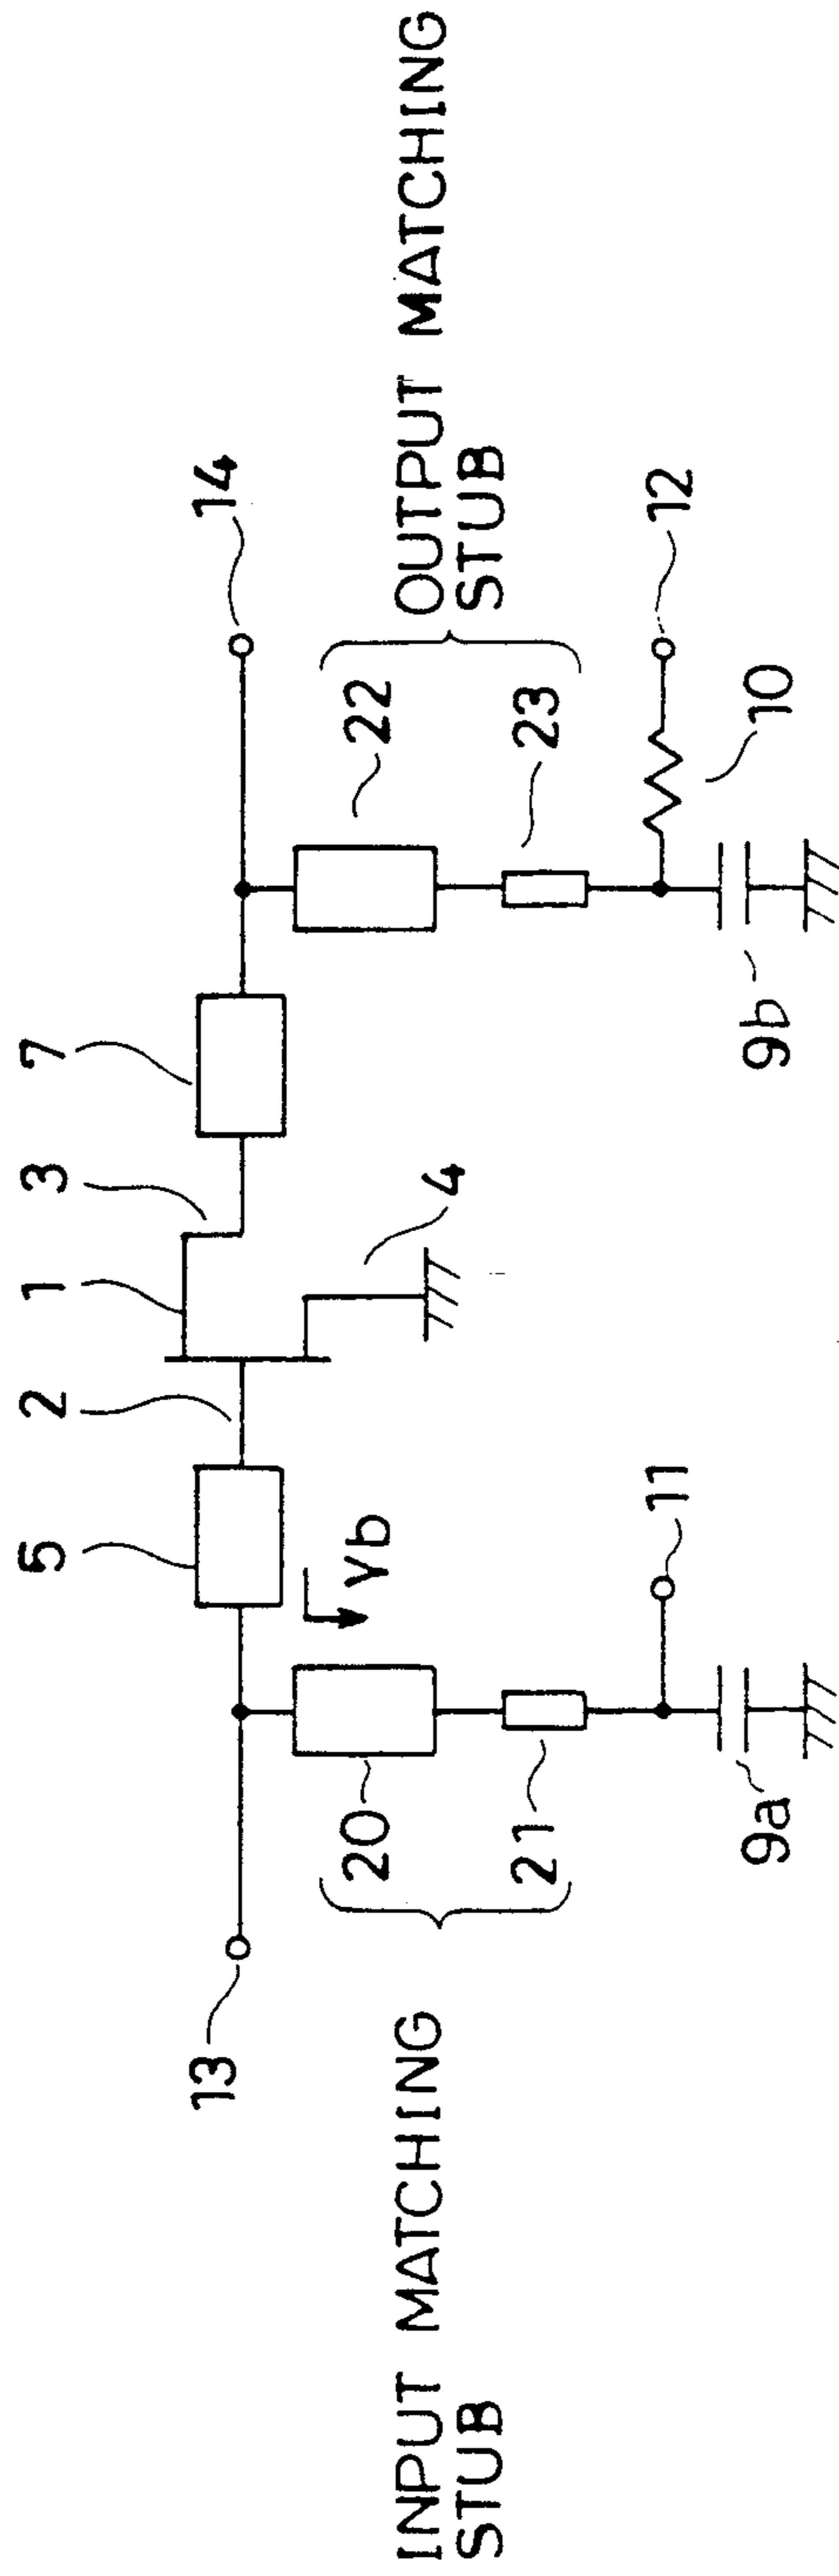 INPUT MATCHING
STUB
13
5
2
1
3
7
14
20
21
Yb
4
22
23
OUTPUT MATCHING
STUB
9a
11
9b
10
12